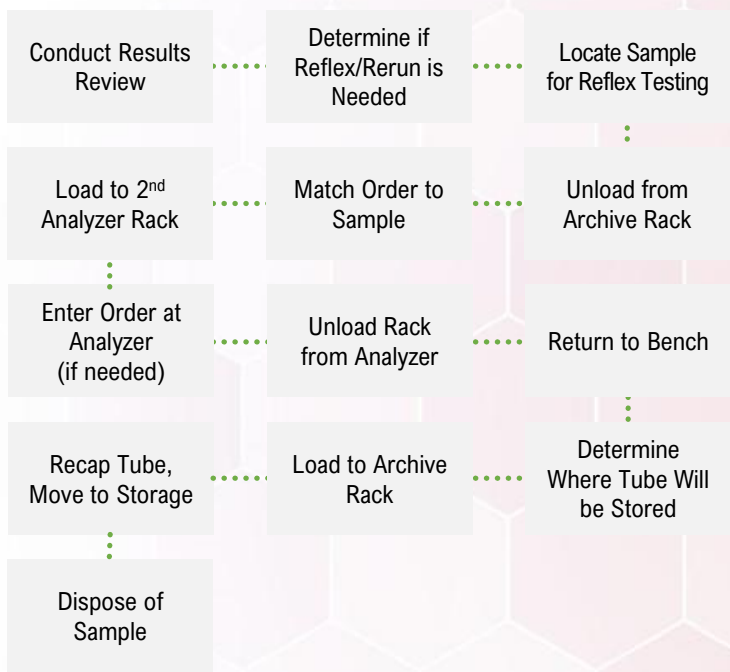 Conduct Results
Review
Determine if
Reflex/Rerun is
Needed
Locate Sample
for Reflex Testing
Load to 2nd
Analyzer Rack
Match Order to
Sample
Unload from
Archive Rack
Enter Order at
Analyzer
(if needed)
Unload Rack
from Analyzer
Return to Bench
Recap Tube,
Move to Storage
Load to Archive
Rack
Determine
Where Tube Will
be Stored
Dispose of
Sample